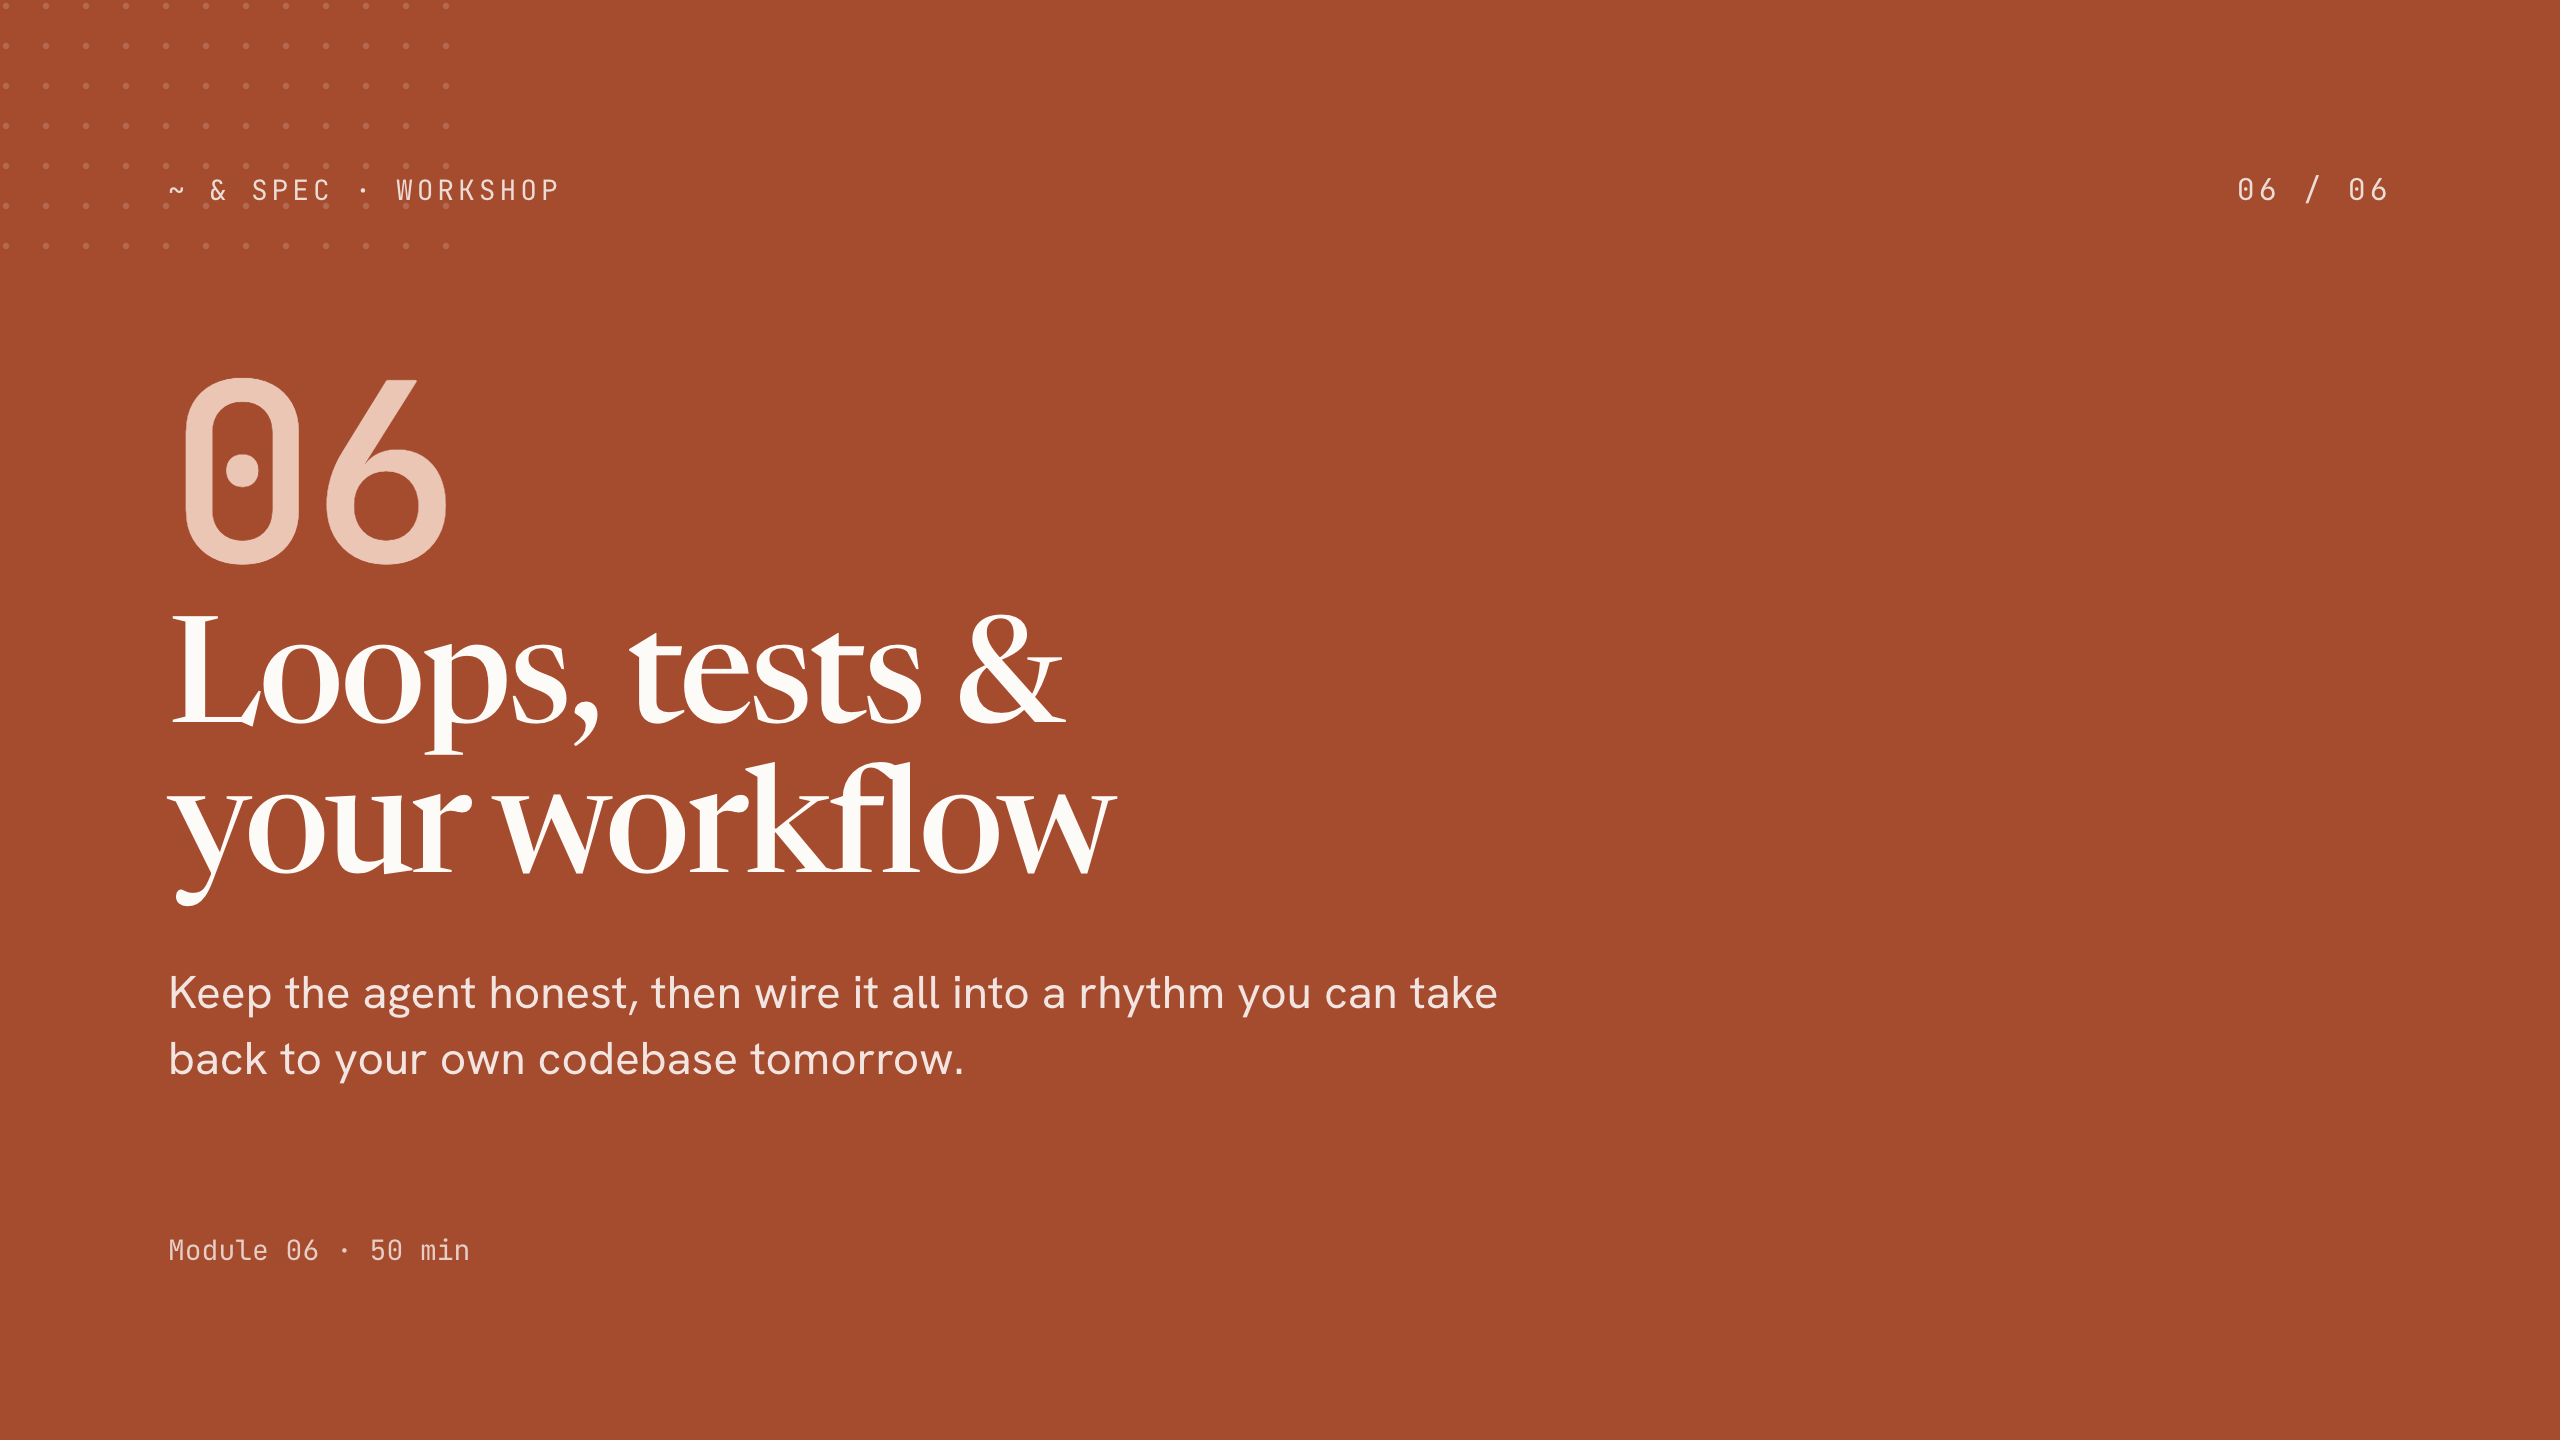 ~ & SPEC · WORKSHOP
06 / 06
06
Loops, tests &
your workflow
Keep the agent honest, then wire it all into a rhythm you can take
back to your own codebase tomorrow.
Module 06 · 50 min